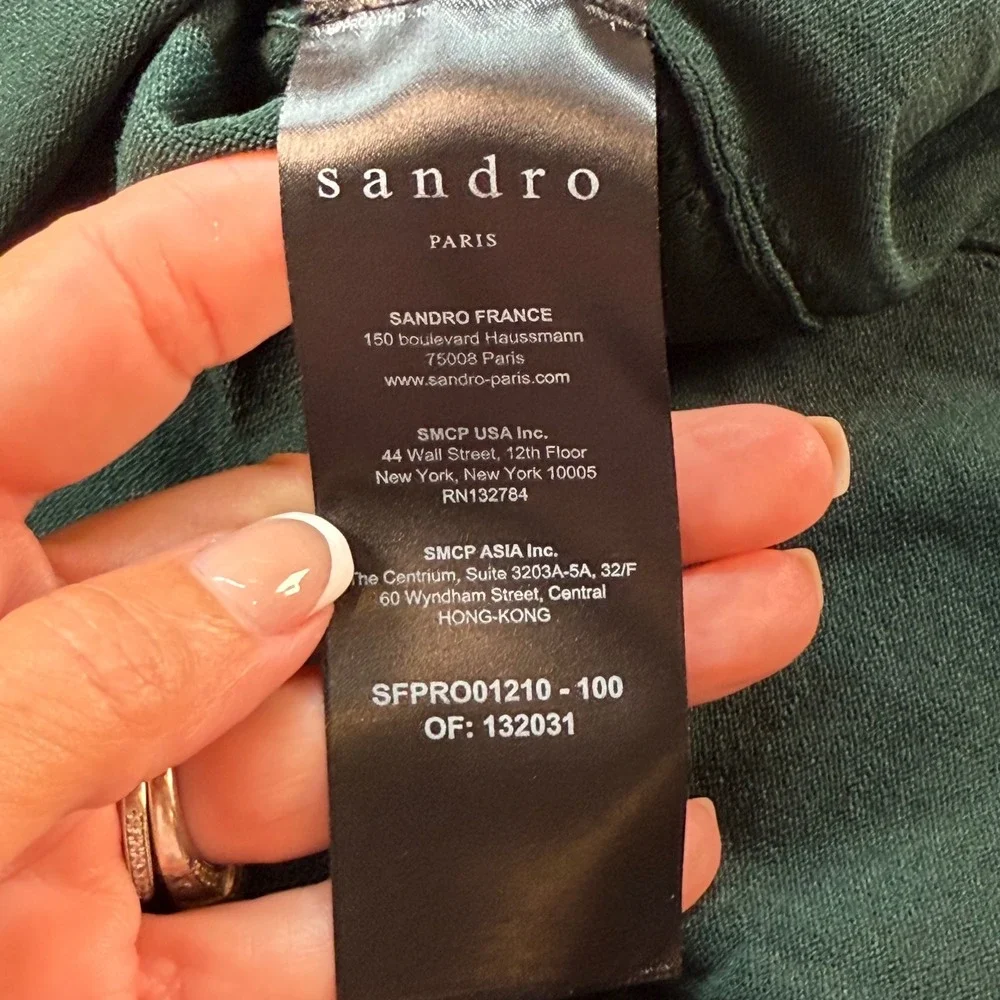 SFPRO01210 - 100
sandro
PARIS
SANDRO FRANCE
150 boulevard Haussmann
75008 Paris
www.sandro-paris.com
SMCP USA Inc.
44 Wall Street, 12th Floor
New York, New York 10005
RN132784
SMCP ASIA Inc.
The Centrium, Suite 3203A-5A, 32/F
60 Wyndham Street, Central
HONG-KONG
SFPRO01210 - 100
OF: 132031